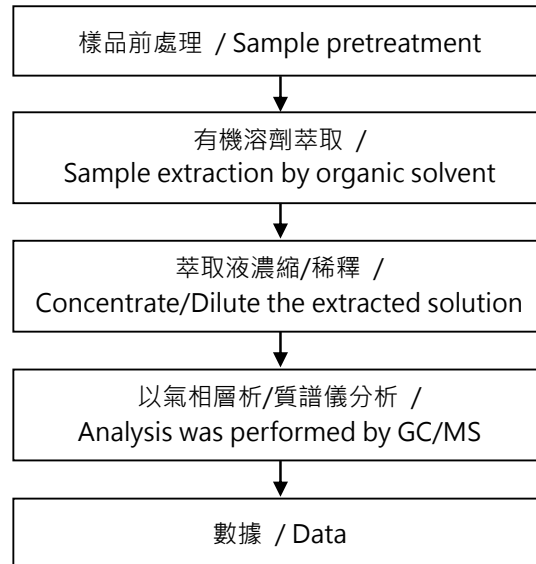 樣品前處理 / Sample pretreatment
有機溶劑萃取 /
Sample extraction by organic solvent
萃取液濃縮/稀釋 /
Concentrate/Dilute the extracted solution
以氣相層析/質譜儀分析 /
Analysis was performed by GC/MS
數據 / Data